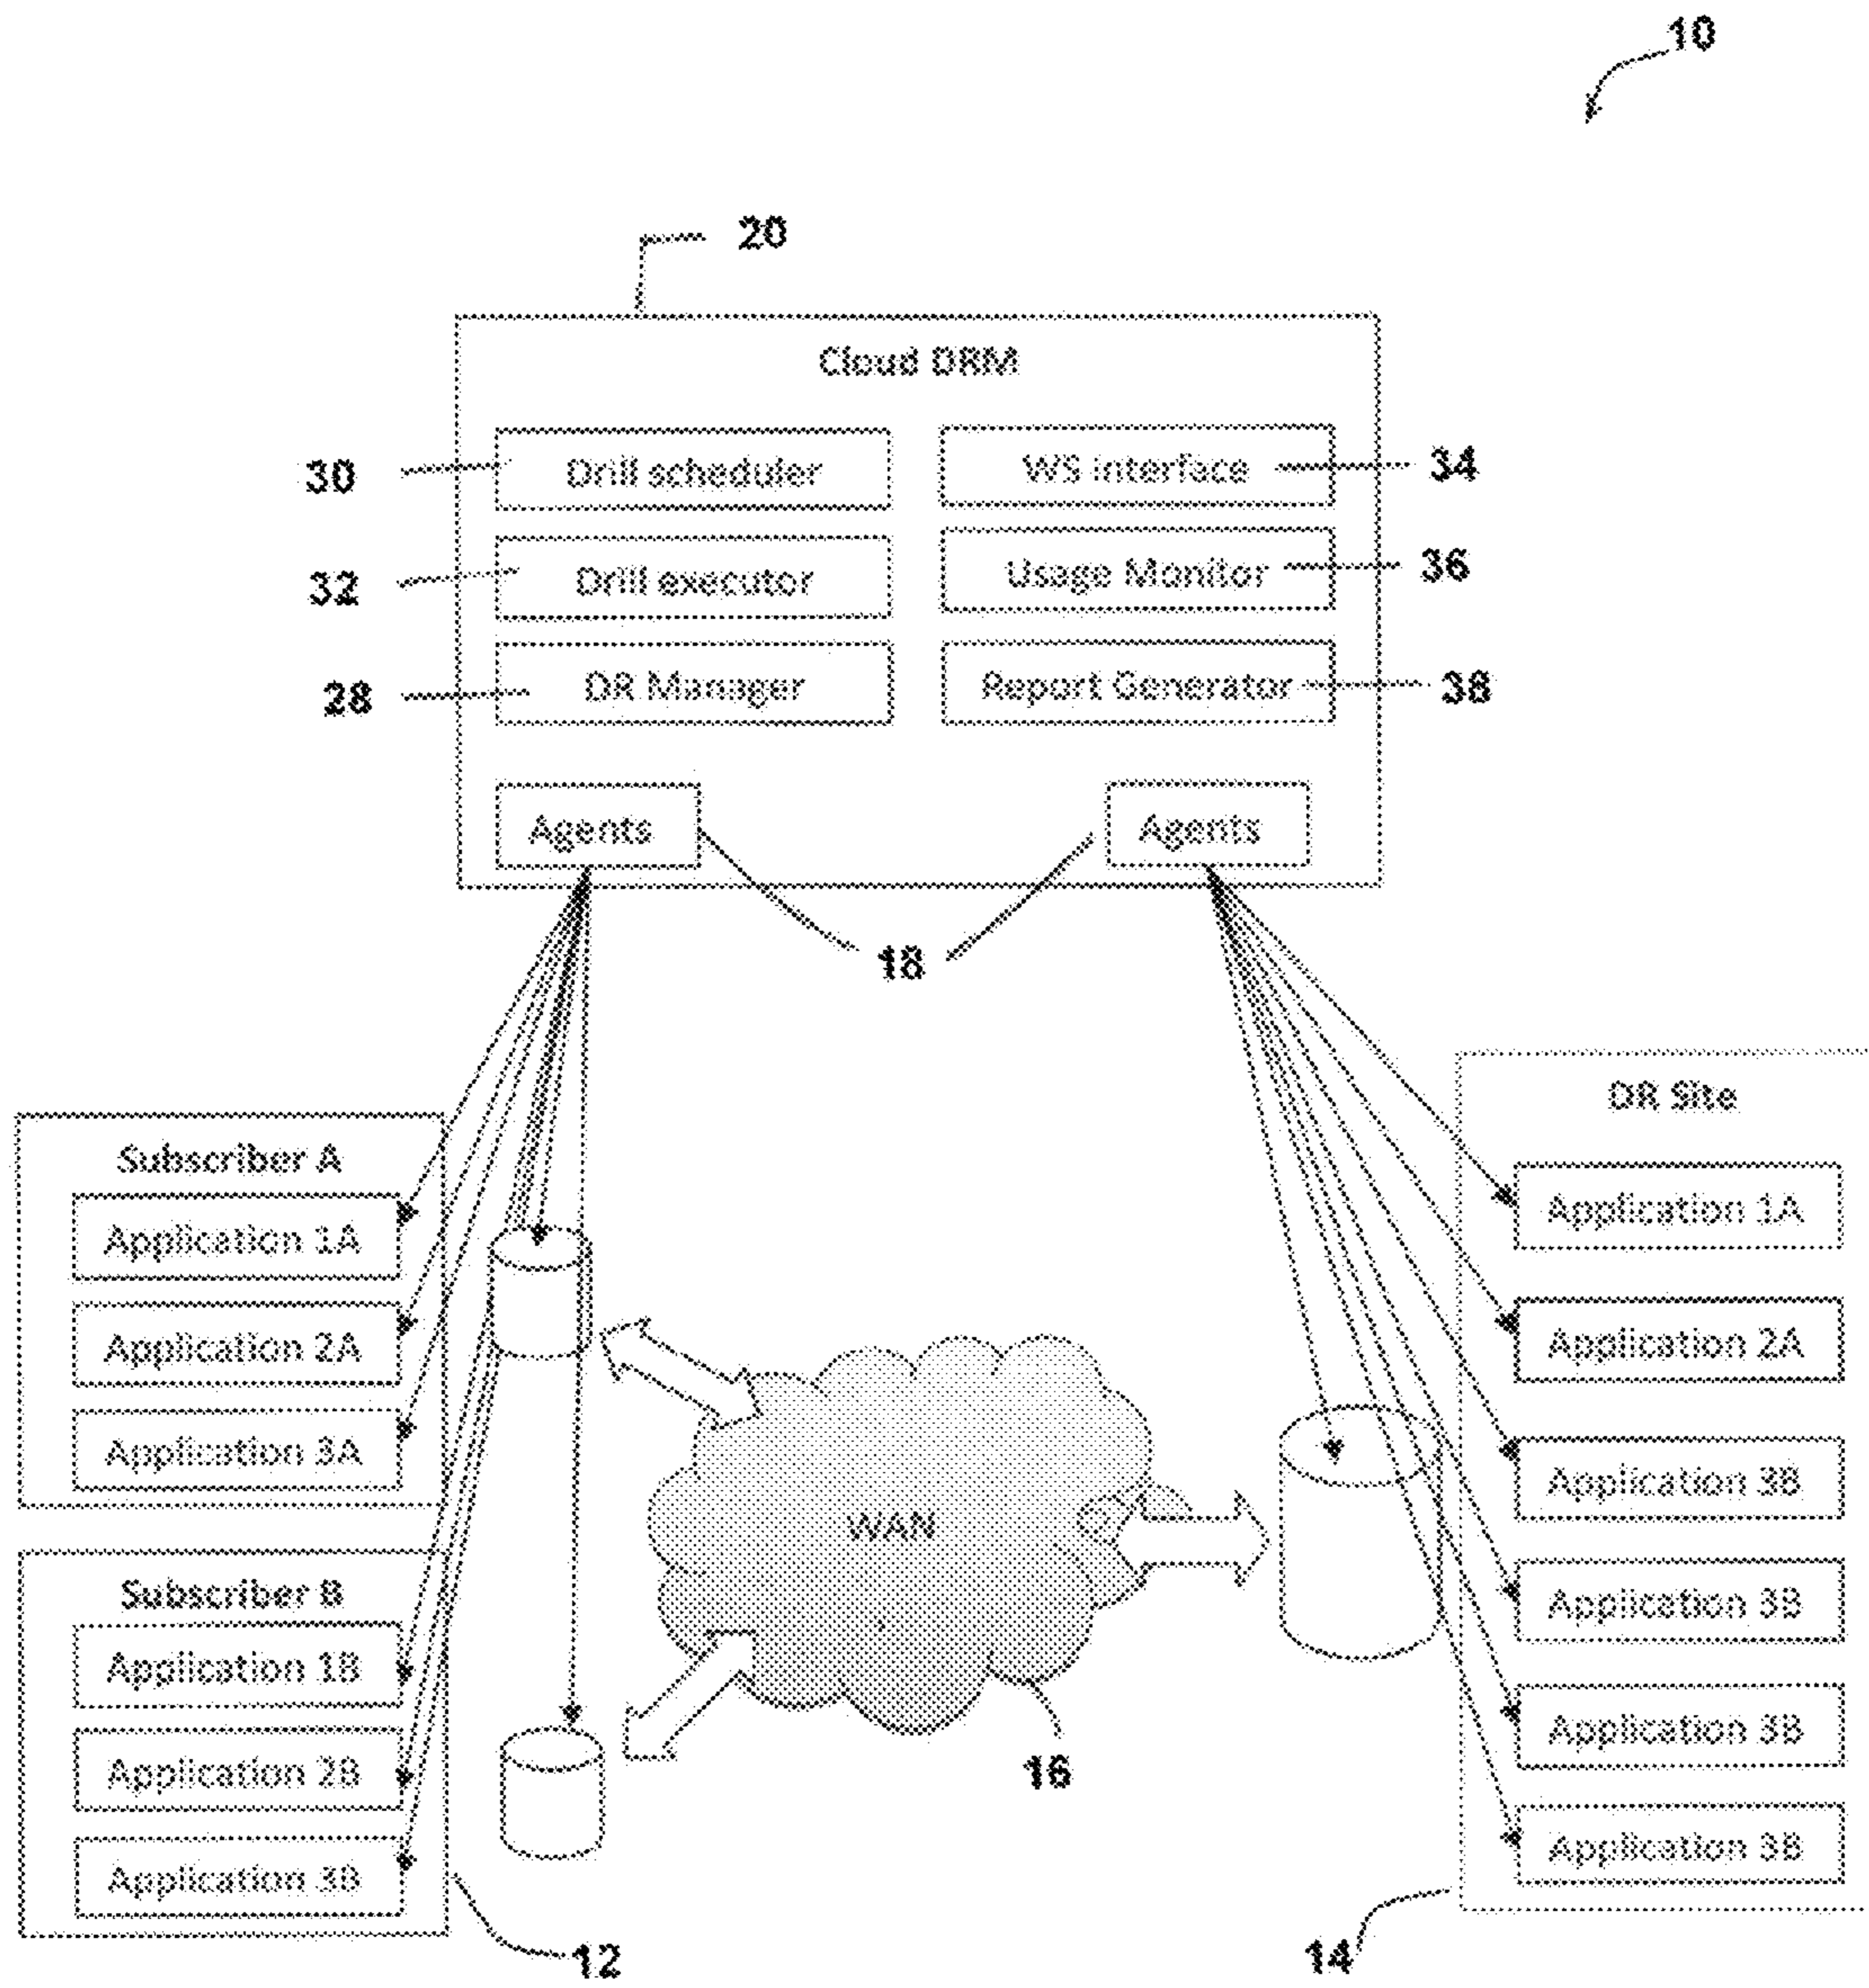 10
20
Cloud DRM
30 Drill scheduler WS interface 34
32 Drill executor Usage Monitor 36
28 DR Manager Report Generator 38
Agents Agents
18
DR Site
Subscriber A
Application 1A
Application 2A
Application 3A
Subscriber B
Application 1B
Application 2B
Application 3B
WAN
16
Application 1A
Application 2A
Application 3B
Application 3B
Application 3B
Application 3B
12
14